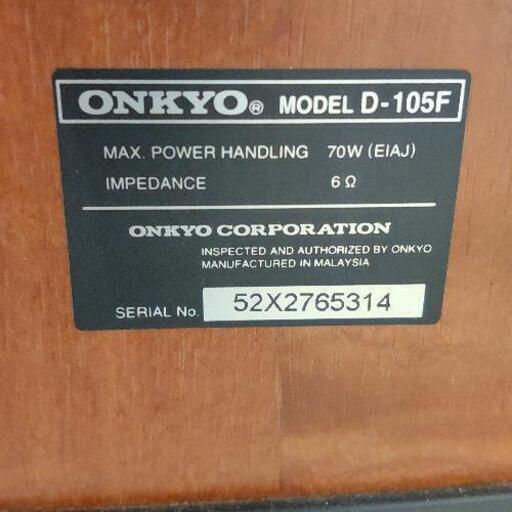 ONKYO® MODEL D-105F
MAX. POWER HANDLING 70W (EIAJ)
IMPEDANCE 6 Ω
ONKYO CORPORATION
INSPECTED AND AUTHORIZED BY ONKYO
MANUFACTURED IN MALAYSIA
SERIAL No. 52X2765314